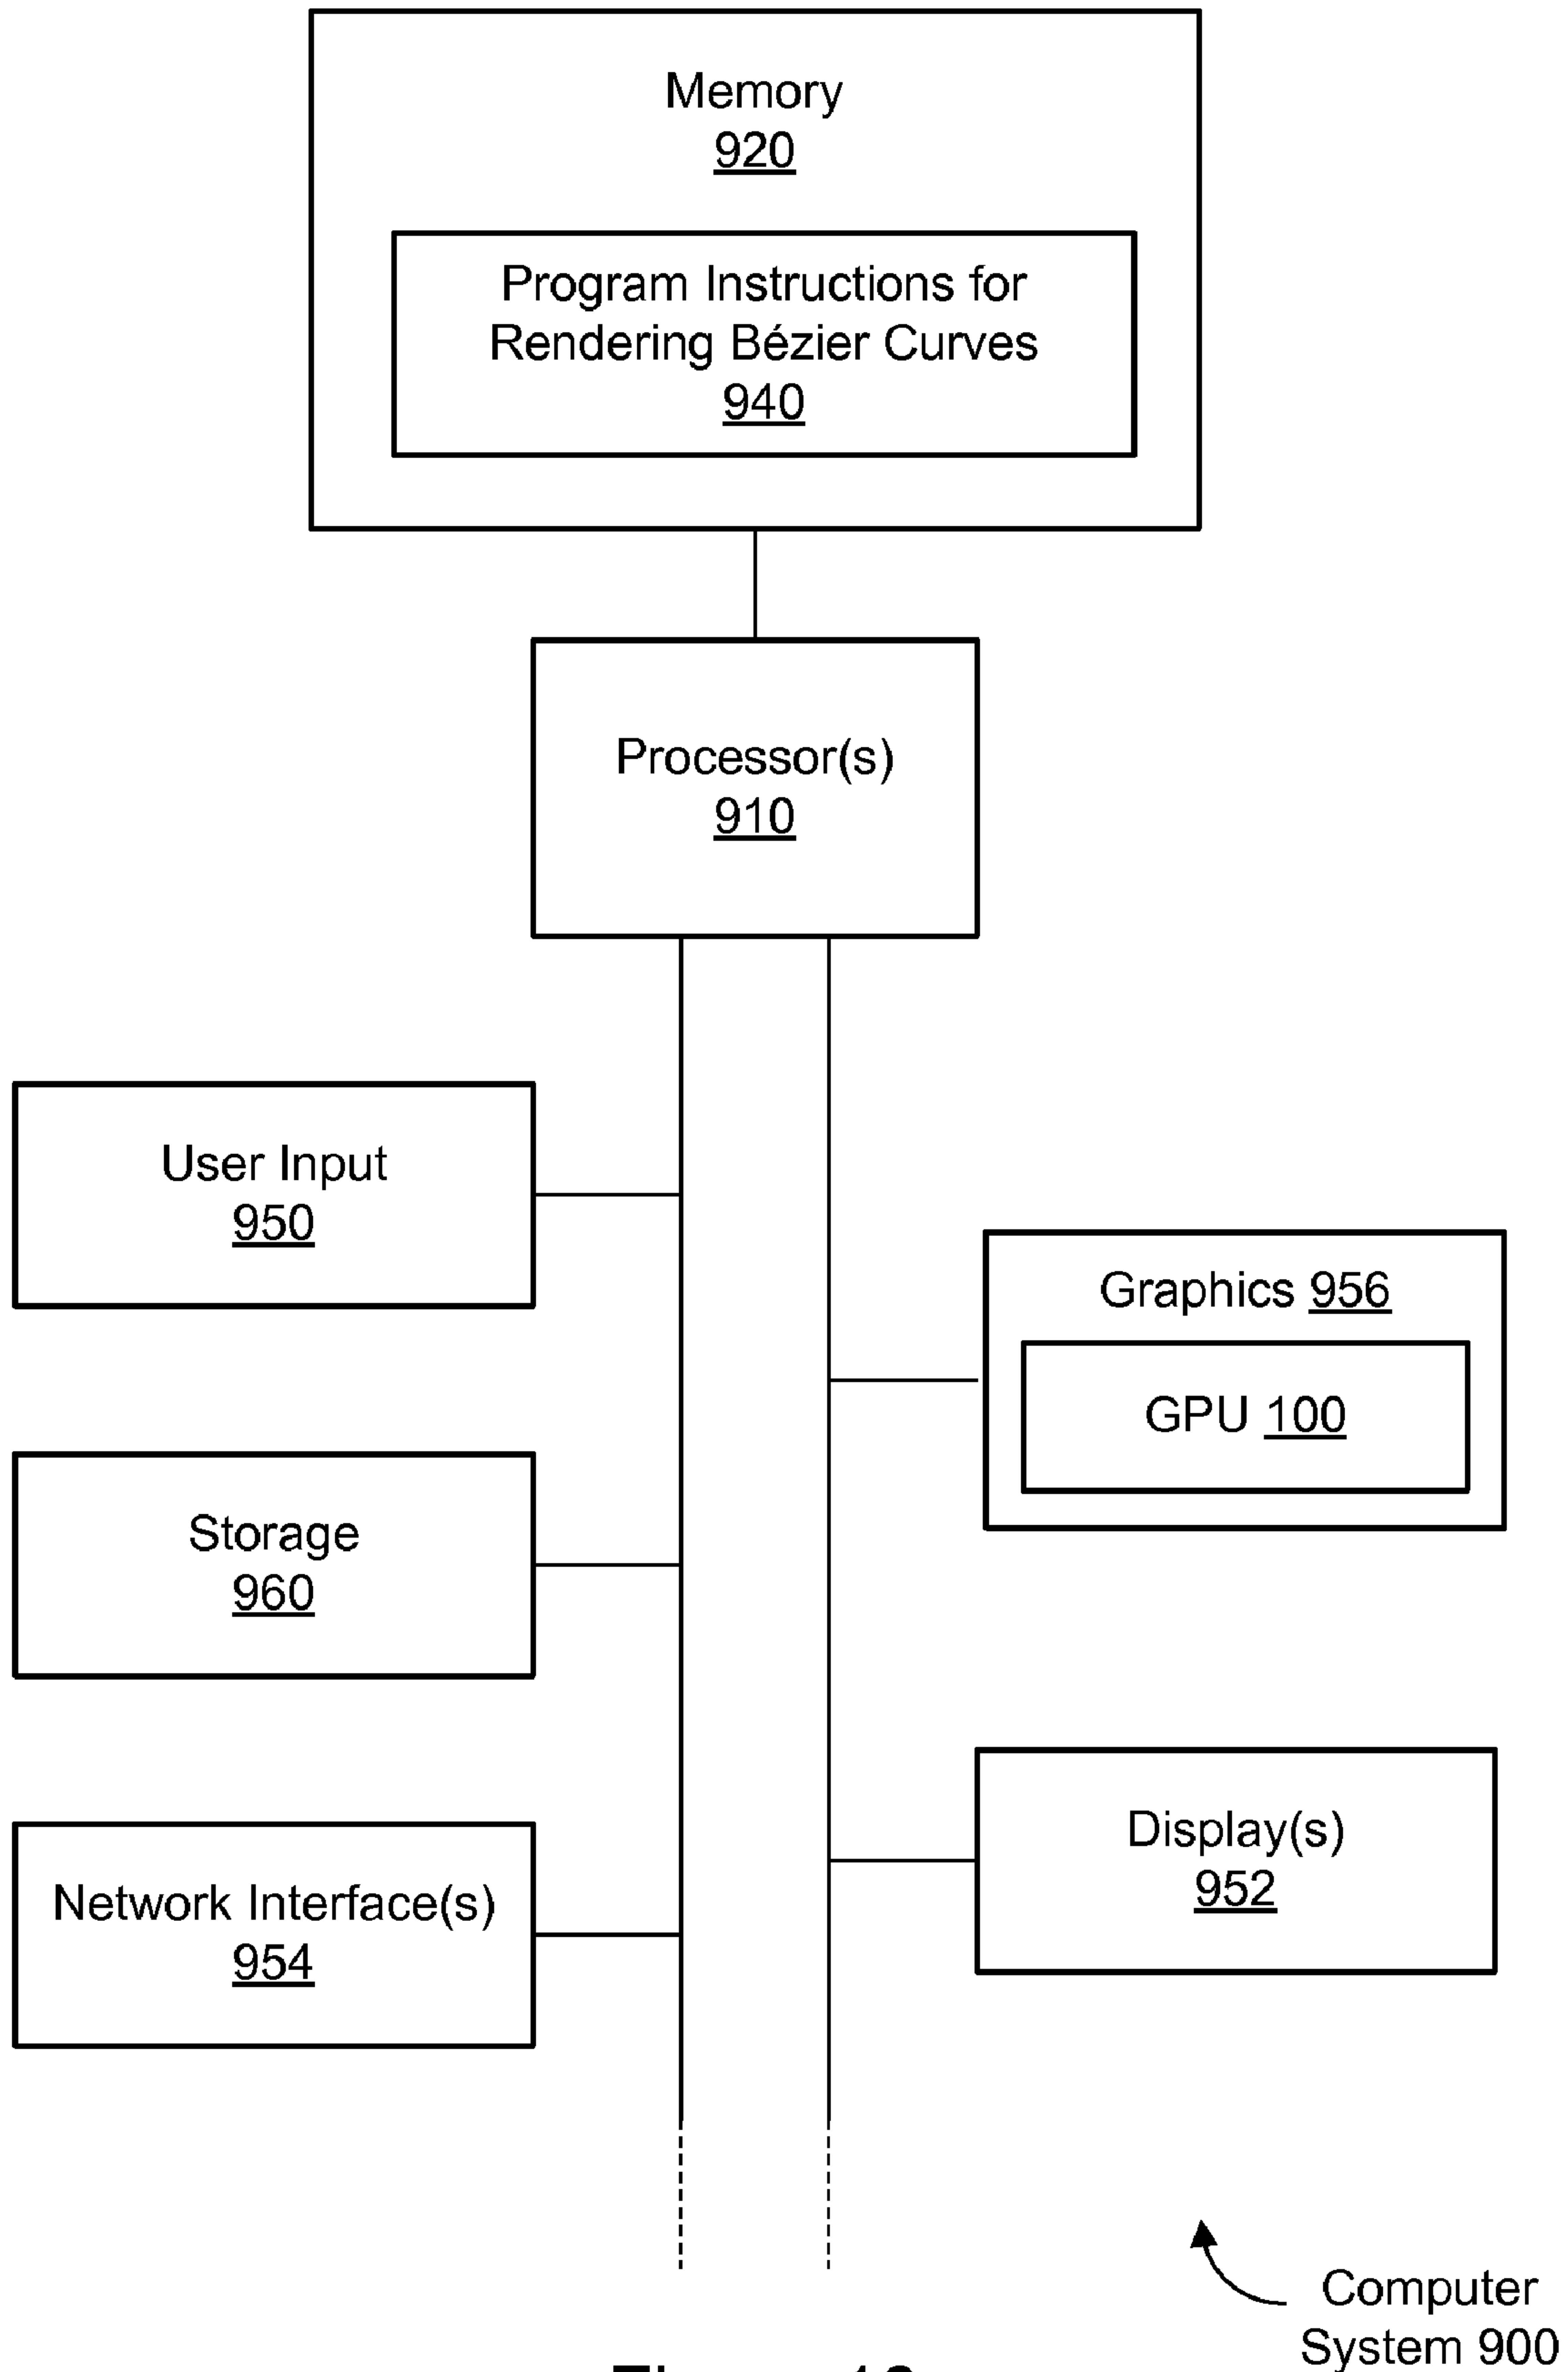 Memory
920
Program Instructions for
Rendering Bézier Curves
940
Processor(s)
910
User Input
950
Graphics 956
GPU 100
Storage
960
Display(s)
952
Network Interface(s)
954
Computer
System 900